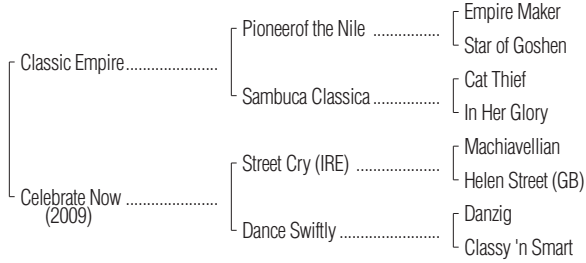 Empire Maker
Pioneerof the Nile ................
Star of Goshen
Classic Empire......................
Cat Thief
Sambuca Classica................
In Her Glory
Machiavellian
Street Cry (IRE) ....................
Helen Street (GB)
Celebrate Now ......................
(2009)
Danzig
Dance Swiftly ........................
Classy 'n Smart